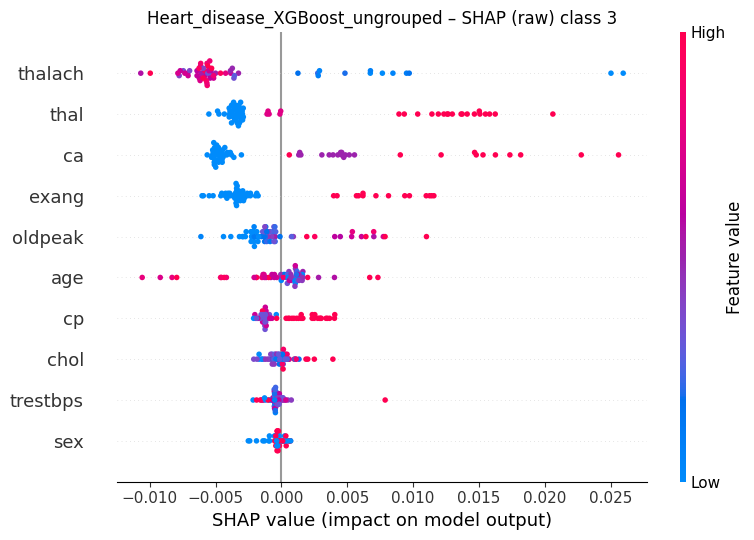 Heart_disease_XGBoost_ungrouped – SHAP (raw) class 3
High
thalach
thal
ca
exang
oldpeak
age
cp
chol
trestbps
sex
Feature value
Low
−0.010 −0.005 0.000 0.005 0.010 0.015 0.020 0.025
SHAP value (impact on model output)